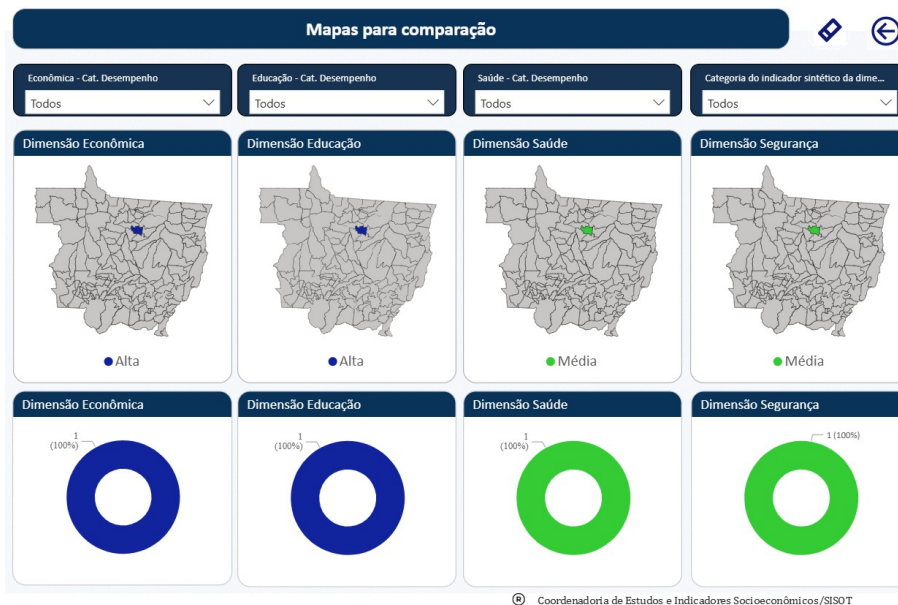 Mapas para comparação
Econômica - Cat. Desempenho
Todos
Educação - Cat. Desempenho
Todos
Saúde - Cat. Desempenho
Todos
Categoria do indicador sintético da dime...
Todos
Dimensão Econômica
Alta
Dimensão Educação
Alta
Dimensão Saúde
Média
Dimensão Segurança
Média
Dimensão Econômica
1
(100%)
Dimensão Educação
1
(100%)
Dimensão Saúde
1
(100%)
Dimensão Segurança
1 (100%)
® Coordenadoria de Estudos e Indicadores Socioeconômicos/SISOT